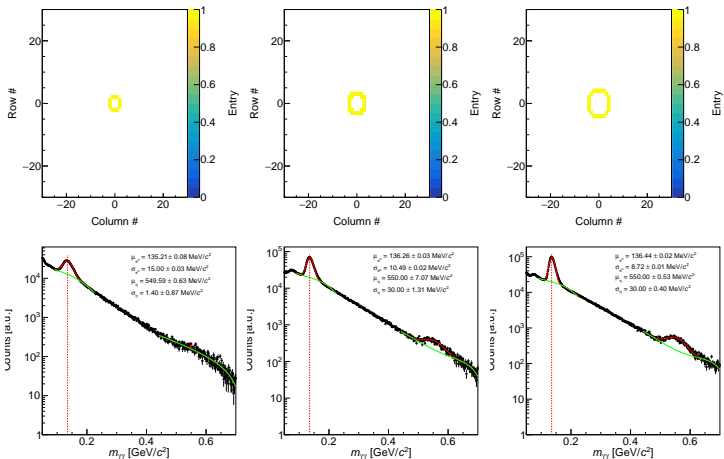 20
0
−20
Row #
−20 0 20
Column #
1
0.8
0.6
0.4
0.2
0
Entry
20
0
−20
Row #
−20 0 20
Column #
1
0.8
0.6
0.4
0.2
0
Entry
20
0
−20
Row #
−20 0 20
Column #
1
0.8
0.6
0.4
0.2
0
Entry
μπ⁰ = 135.21 ± 0.08 MeV/c²
σπ⁰ = 15.00 ± 0.03 MeV/c²
μη = 549.59 ± 0.63 MeV/c²
ση = 1.40 ± 0.87 MeV/c²
10⁴
10³
10²
10
1
Counts [a.u.]
0.2 0.4 0.6
mγγ [GeV/c²]
μπ⁰ = 136.26 ± 0.03 MeV/c²
σπ⁰ = 10.49 ± 0.02 MeV/c²
μη = 550.00 ± 7.07 MeV/c²
ση = 30.00 ± 1.31 MeV/c²
10⁵
10⁴
10³
10²
10
1
Counts [a.u.]
0.2 0.4 0.6
mγγ [GeV/c²]
μπ⁰ = 136.44 ± 0.02 MeV/c²
σπ⁰ = 8.72 ± 0.01 MeV/c²
μη = 550.00 ± 0.53 MeV/c²
ση = 30.00 ± 0.40 MeV/c²
10⁵
10⁴
10³
10²
10
1
Counts [a.u.]
0.2 0.4 0.6
mγγ [GeV/c²]